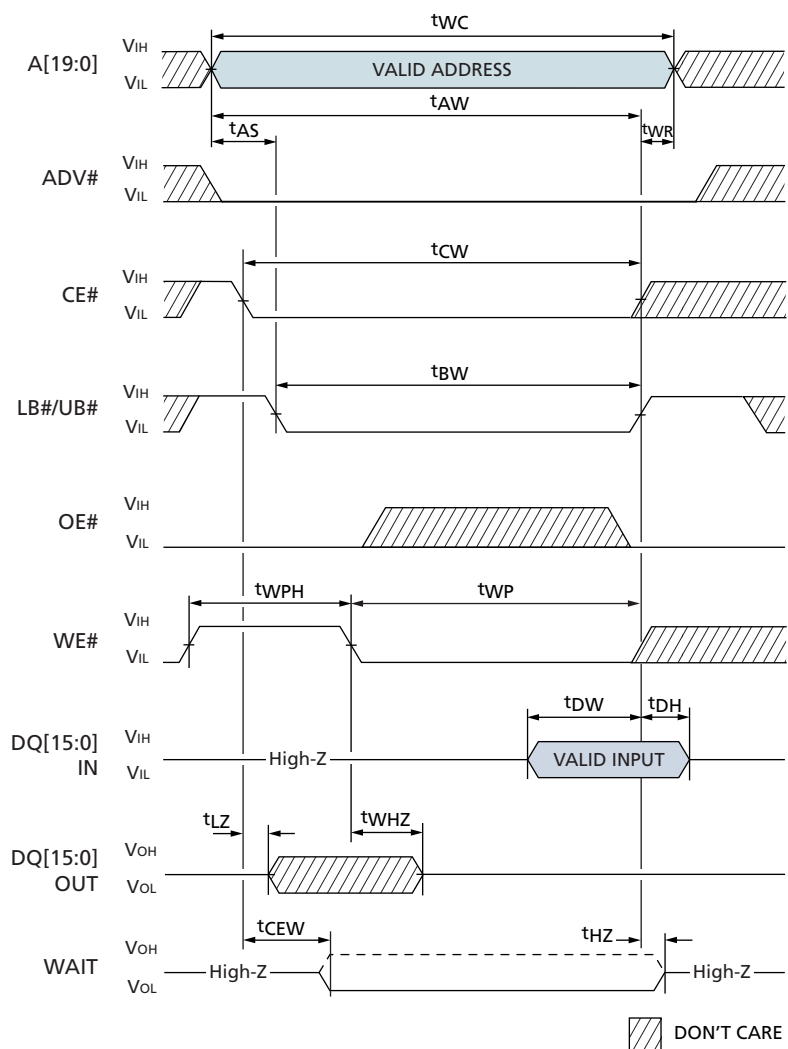 tWC
A[19:0] VIH VIL VALID ADDRESS
tAW
tAS tWR
ADV# VIH VIL
tCW
CE# VIH VIL
tBW
LB#/UB# VIH VIL
OE# VIH VIL
tWPH tWP
WE# VIH VIL
tDW tDH
DQ[15:0] IN VIH VIL High-Z VALID INPUT
tLZ tWHZ
DQ[15:0] OUT VOH VOL
tCEW tHZ
WAIT VOH VOL High-Z High-Z
DON'T CARE